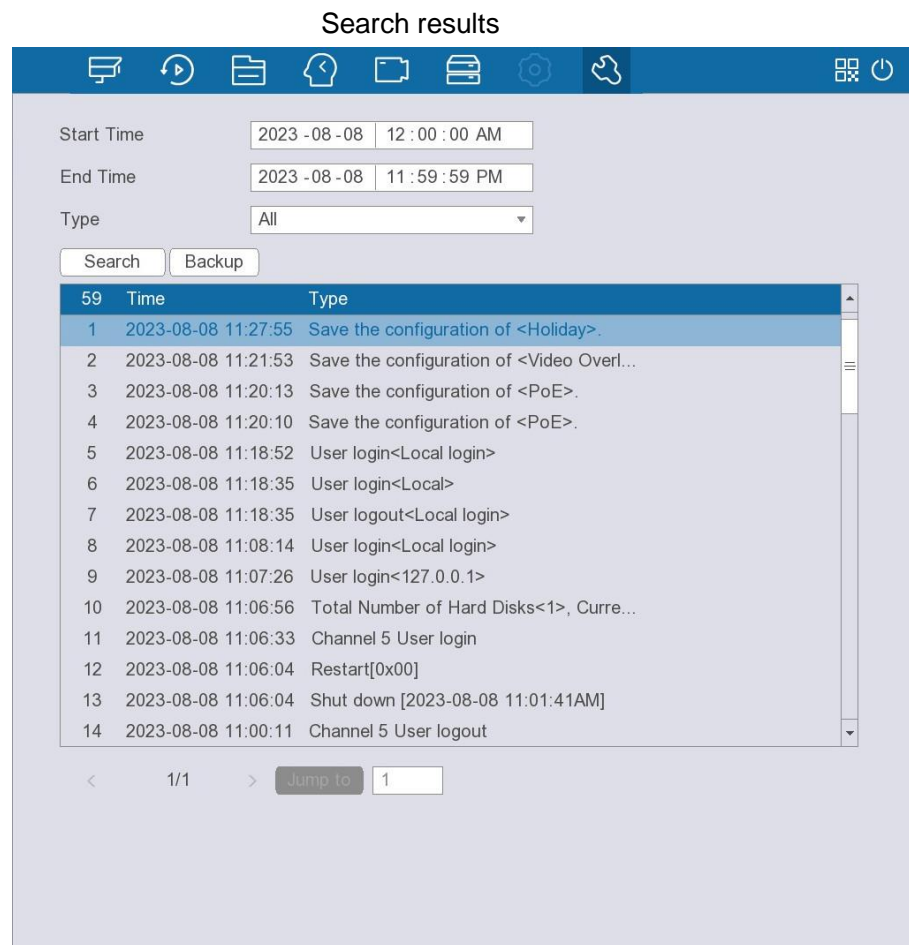 Search results
Start Time 2023 -08 -08 12 : 00 : 00 AM
End Time 2023 -08 -08 11 : 59 : 59 PM
Type All
Search Backup
59 Time Type
1 2023-08-08 11:27:55 Save the configuration of <Holiday>.
2 2023-08-08 11:21:53 Save the configuration of <Video Overl...
3 2023-08-08 11:20:13 Save the configuration of <PoE>.
4 2023-08-08 11:20:10 Save the configuration of <PoE>.
5 2023-08-08 11:18:52 User login<Local login>
6 2023-08-08 11:18:35 User login<Local>
7 2023-08-08 11:18:35 User logout<Local login>
8 2023-08-08 11:08:14 User login<Local login>
9 2023-08-08 11:07:26 User login<127.0.0.1>
10 2023-08-08 11:06:56 Total Number of Hard Disks<1>, Curre...
11 2023-08-08 11:06:33 Channel 5 User login
12 2023-08-08 11:06:04 Restart[0x00]
13 2023-08-08 11:06:04 Shut down [2023-08-08 11:01:41AM]
14 2023-08-08 11:00:11 Channel 5 User logout
< 1/1 > Jump to 1